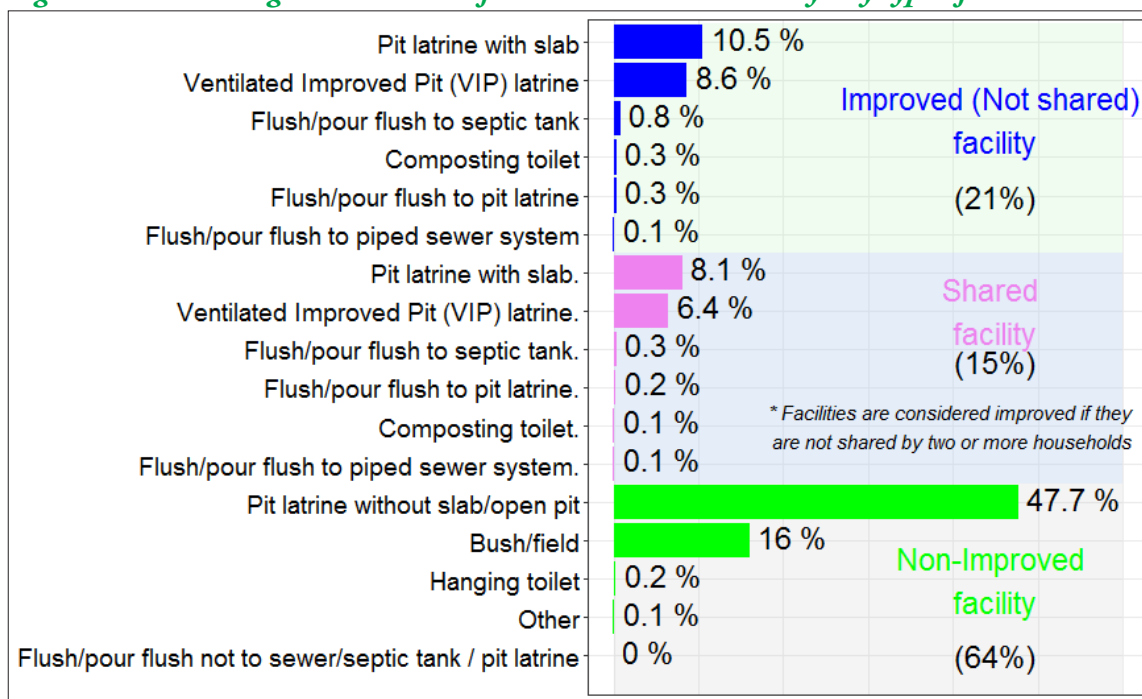 Pit latrine with slab 10.5 %
Ventilated Improved Pit (VIP) latrine 8.6 %
Flush/pour flush to septic tank 0.8 %
Composting toilet 0.3 %
Flush/pour flush to pit latrine 0.3 %
Flush/pour flush to piped sewer system 0.1 %
Improved (Not shared)
facility
(21%)
Pit latrine with slab. 8.1 %
Ventilated Improved Pit (VIP) latrine. 6.4 %
Flush/pour flush to septic tank. 0.3 %
Flush/pour flush to pit latrine. 0.2 %
Composting toilet. 0.1 %
Flush/pour flush to piped sewer system. 0.1 %
Shared
facility
(15%)
* Facilities are considered improved if they
are not shared by two or more households
Pit latrine without slab/open pit 47.7 %
Bush/field 16 %
Hanging toilet 0.2 %
Other 0.1 %
Flush/pour flush not to sewer/septic tank / pit latrine 0 %
Non-Improved
facility
(64%)